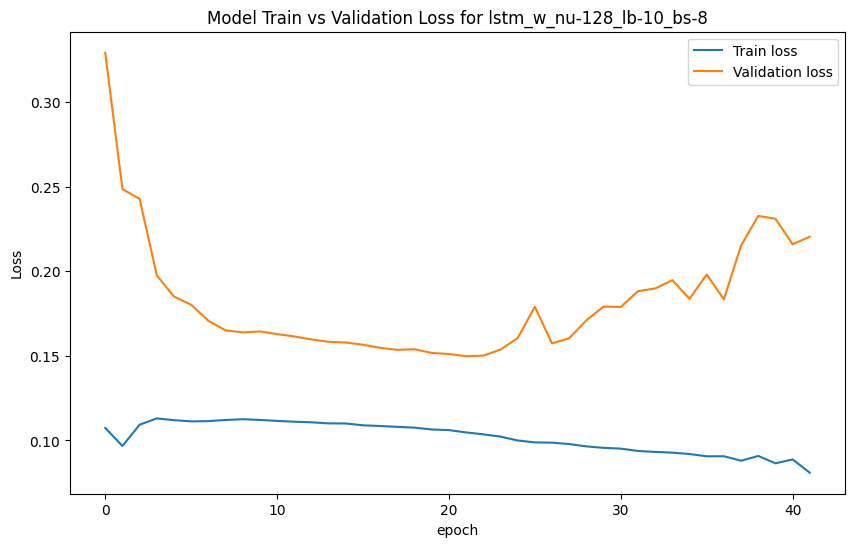 Model Train vs Validation Loss for lstm_w_nu-128_lb-10_bs-8
Train loss
Validation loss
0.30
0.25
0.20
0.15
0.10
Loss
0
10
20
30
40
epoch